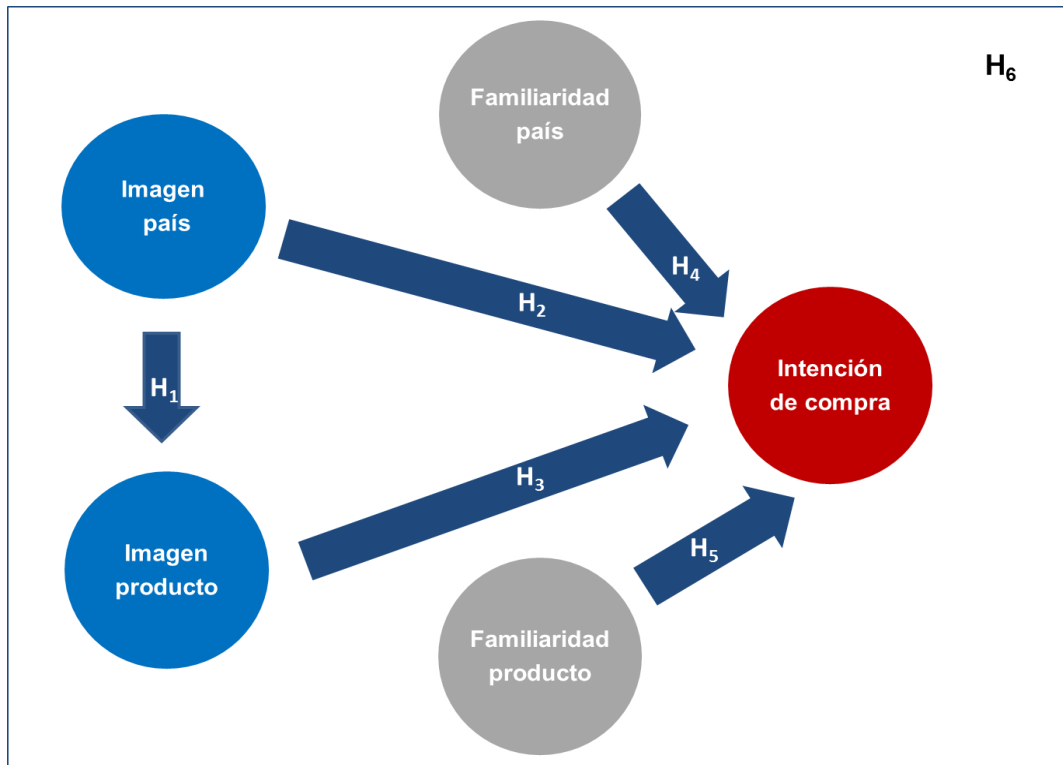 H₆
Familiaridad
país
Imagen
país
H₄
H₂
Intención
de compra
H₁
H₃
Imagen
producto
H₅
Familiaridad
producto